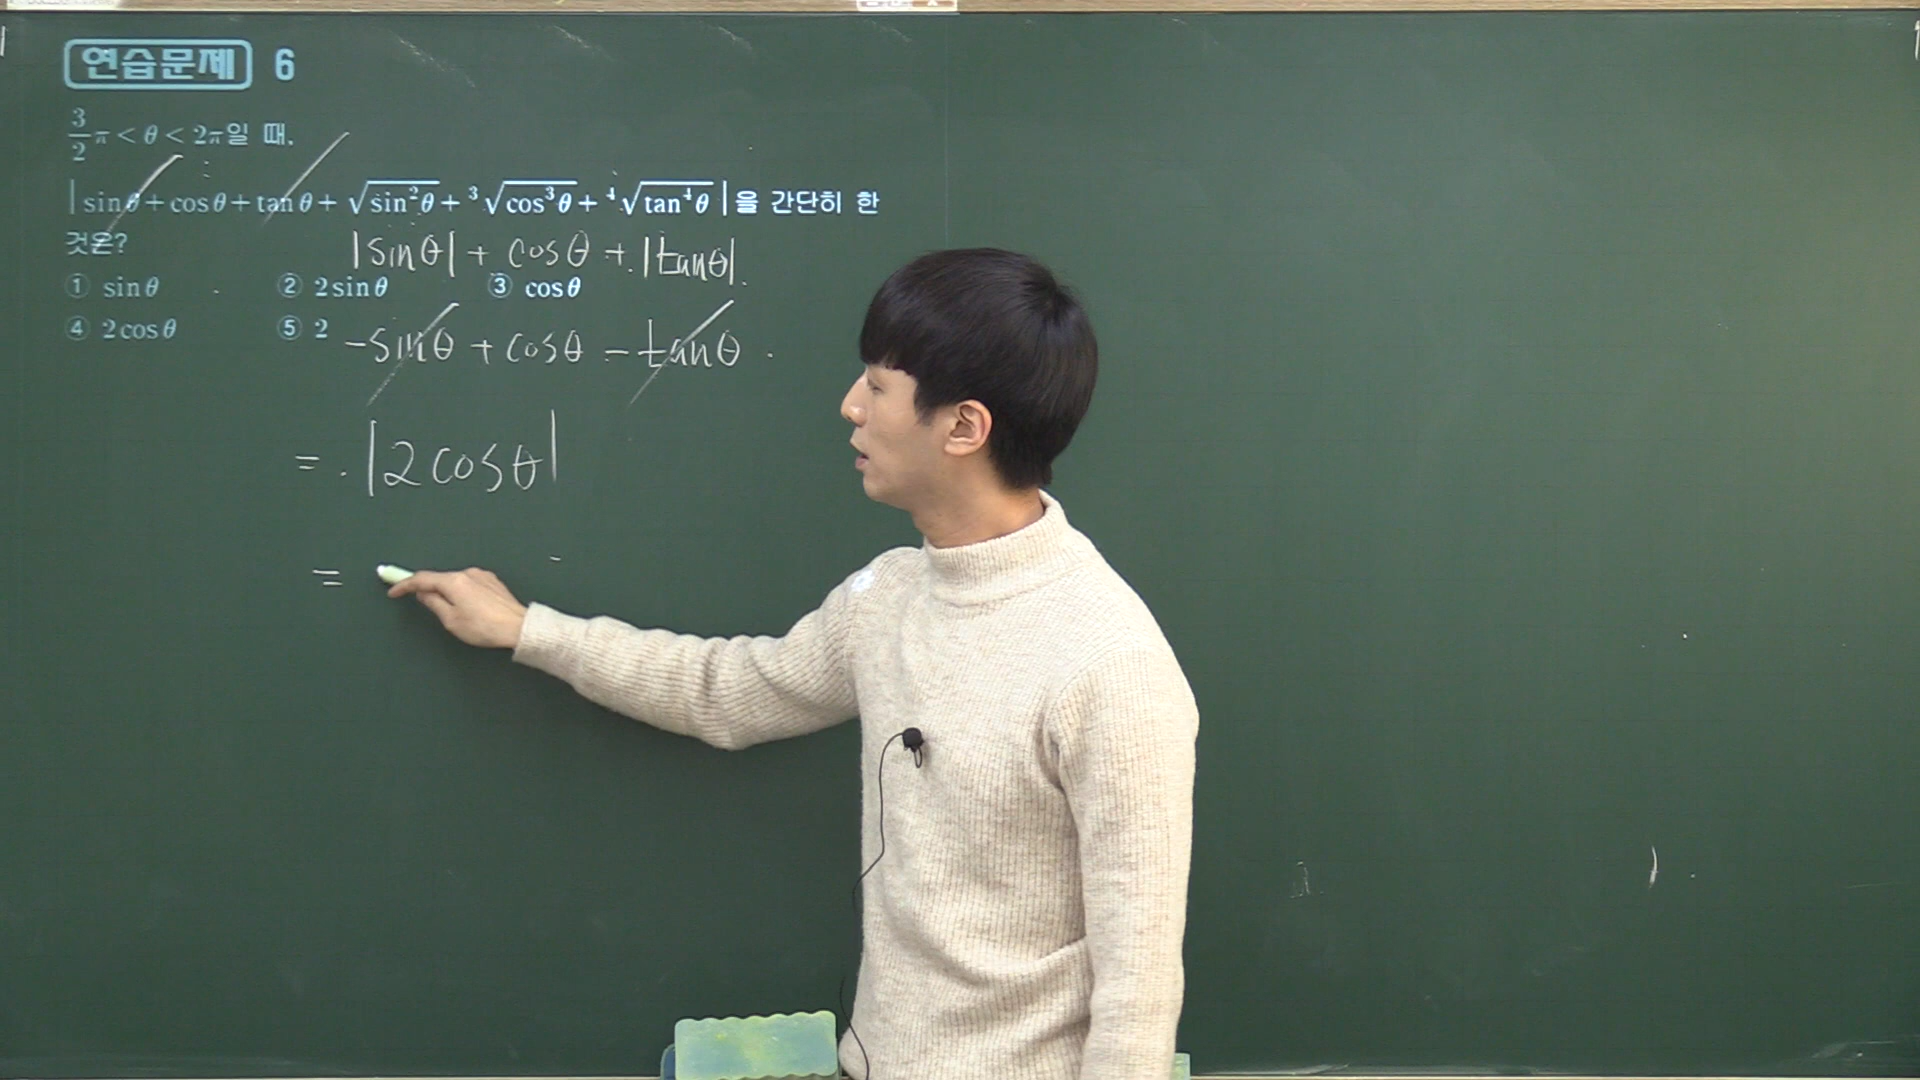 연습문제 6
3/2 π < θ < 2π일 때,
|sinθ + cosθ + tanθ + √sin²θ + ³√cos³θ + ⁴√tan⁴θ|을 간단히 한
것은?
|sinθ| + cosθ + |tanθ|
① sinθ ② 2sinθ ③ cosθ
④ 2cosθ ⑤ 2
-sinθ + cosθ - tanθ
= |2cosθ|
=